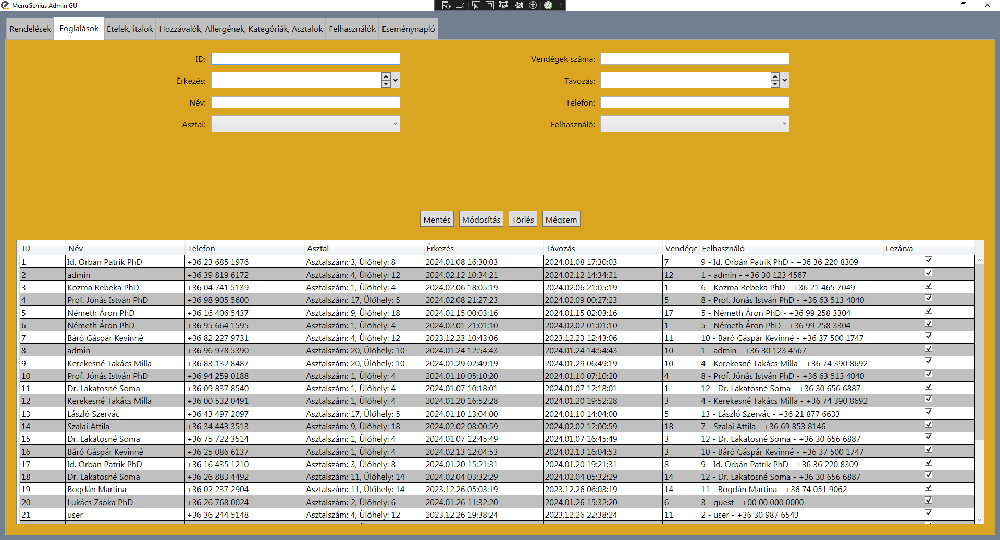 MenuGenius Admin GUI
Rendelések Foglalások Ételek, italok Hozzávalók, Allergének, Kategóriák, Asztalok Felhasználók Eseménynapló
ID: Vendégek száma:
Érkezés: Távozás:
Név: Telefon:
Asztal: Felhasználó:
Mentés Módosítás Törlés Mégsem
ID Név Telefon Asztal Érkezés Távozás Vendége Felhasználó Lezárva
1 Id. Orbán Patrik PhD +36 23 685 1976 Asztalszám: 3, Ülőhely: 8 2024.01.08 16:30:03 2024.01.08 17:30:03 7 9 - Id. Orbán Patrik PhD - +36 36 220 8309
2 admin +36 39 819 6172 Asztalszám: 4, Ülőhely: 12 2024.02.12 10:34:21 2024.02.12 14:34:21 12 1 - admin - +36 30 123 4567
3 Kozma Rebeka PhD +36 04 741 5139 Asztalszám: 1, Ülőhely: 4 2024.02.06 18:05:19 2024.02.06 21:05:19 1 6 - Kozma Rebeka PhD - +36 21 465 7049
4 Prof. Jónás István PhD +36 98 905 5600 Asztalszám: 17, Ülőhely: 5 2024.02.08 21:27:23 2024.02.09 00:27:23 5 8 - Prof. Jónás István PhD - +36 63 513 4040
5 Németh Áron PhD +36 16 406 5437 Asztalszám: 9, Ülőhely: 18 2024.01.15 00:03:16 2024.01.15 02:03:16 17 5 - Németh Áron PhD - +36 99 258 3304
6 Németh Áron PhD +36 95 664 1595 Asztalszám: 1, Ülőhely: 4 2024.02.01 21:01:10 2024.02.02 01:01:10 1 5 - Németh Áron PhD - +36 99 258 3304
7 Báró Gáspár Kevinné +36 82 227 9731 Asztalszám: 4, Ülőhely: 12 2023.12.23 10:43:06 2023.12.23 12:43:06 11 10 - Báró Gáspár Kevinné - +36 37 500 1747
8 admin +36 96 978 5390 Asztalszám: 20, Ülőhely: 10 2024.01.24 12:54:43 2024.01.24 14:54:43 10 1 - admin - +36 30 123 4567
9 Kerekesné Takács Milla +36 83 132 8487 Asztalszám: 20, Ülőhely: 10 2024.01.29 02:49:19 2024.01.29 06:49:19 10 4 - Kerekesné Takács Milla - +36 74 390 8692
10 Prof. Jónás István PhD +36 94 259 0188 Asztalszám: 1, Ülőhely: 4 2024.01.10 05:10:20 2024.01.10 07:10:20 4 8 - Prof. Jónás István PhD - +36 63 513 4040
11 Dr. Lakatosné Soma +36 09 837 8540 Asztalszám: 1, Ülőhely: 4 2024.01.07 10:18:01 2024.01.07 12:18:01 1 12 - Dr. Lakatosné Soma - +36 30 656 6887
12 Kerekesné Takács Milla +36 00 532 0491 Asztalszám: 1, Ülőhely: 4 2024.01.20 16:52:28 2024.01.20 19:52:28 3 4 - Kerekesné Takács Milla - +36 74 390 8692
13 László Szervác +36 43 497 2097 Asztalszám: 17, Ülőhely: 5 2024.01.10 13:04:00 2024.01.10 14:04:00 5 13 - László Szervác - +36 21 877 6633
14 Szalai Attila +36 34 443 3513 Asztalszám: 9, Ülőhely: 18 2024.02.02 08:00:59 2024.02.02 12:00:59 18 7 - Szalai Attila - +36 69 853 8146
15 Dr. Lakatosné Soma +36 75 722 3514 Asztalszám: 1, Ülőhely: 4 2024.01.07 12:45:49 2024.01.07 16:45:49 3 12 - Dr. Lakatosné Soma - +36 30 656 6887
16 Báró Gáspár Kevinné +36 25 086 6137 Asztalszám: 1, Ülőhely: 4 2024.02.13 12:04:53 2024.02.13 16:04:53 3 10 - Báró Gáspár Kevinné - +36 37 500 1747
17 Id. Orbán Patrik PhD +36 16 435 1210 Asztalszám: 3, Ülőhely: 8 2024.01.20 15:21:31 2024.01.20 19:21:31 8 9 - Id. Orbán Patrik PhD - +36 36 220 8309
18 Dr. Lakatosné Soma +36 26 883 4492 Asztalszám: 11, Ülőhely: 14 2024.02.04 03:32:29 2024.02.04 05:32:29 14 12 - Dr. Lakatosné Soma - +36 30 656 6887
19 Bogdán Martina +36 02 237 2904 Asztalszám: 11, Ülőhely: 14 2023.12.26 05:03:19 2023.12.26 06:03:19 14 11 - Bogdán Martina - +36 74 051 9062
20 Lukács Zsóka PhD +36 26 768 0024 Asztalszám: 2, Ülőhely: 6 2024.01.26 11:32:20 2024.01.26 15:32:20 6 3 - guest - +00 00 000 0000
21 user +36 36 244 5148 Asztalszám: 4, Ülőhely: 12 2023.12.26 19:38:24 2023.12.26 22:38:24 11 2 - user - +36 30 987 6543